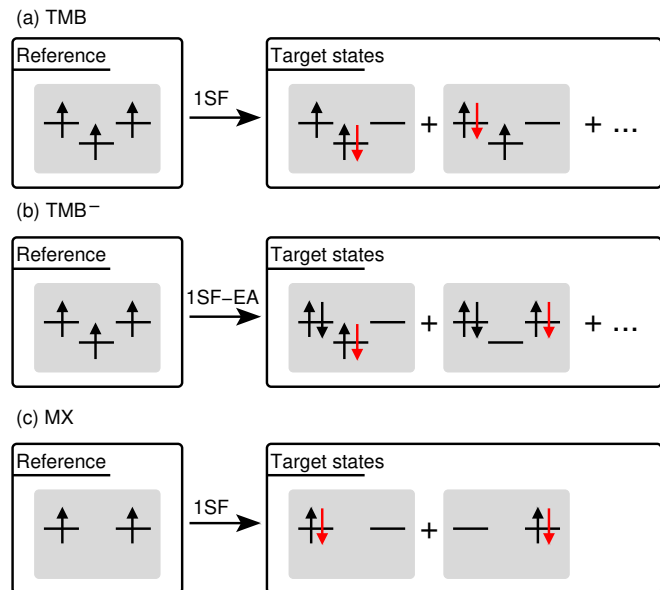 (a) TMB
Reference
1SF
Target states
+
+ ...
(b) TMB−
Reference
1SF−EA
Target states
+
+ ...
(c) MX
Reference
1SF
Target states
+